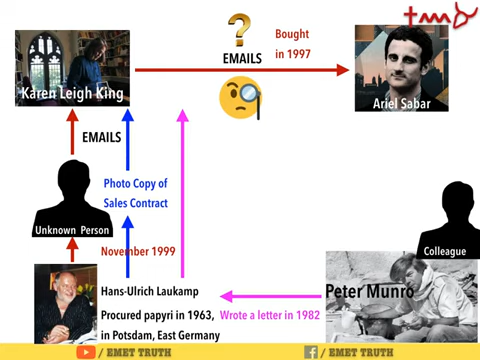 Bought
in 1997
EMAILS
Karen Leigh King
Ariel Sabar
EMAILS
Photo Copy of
Sales Contract
Unknown Person
November 1999
Colleague
Hans-Ulrich Laukamp
Peter Munro
Procured papyri in 1963,
Wrote a letter in 1982
in Potsdam, East Germany
/ EMET TRUTH
/ EMET TRUTH